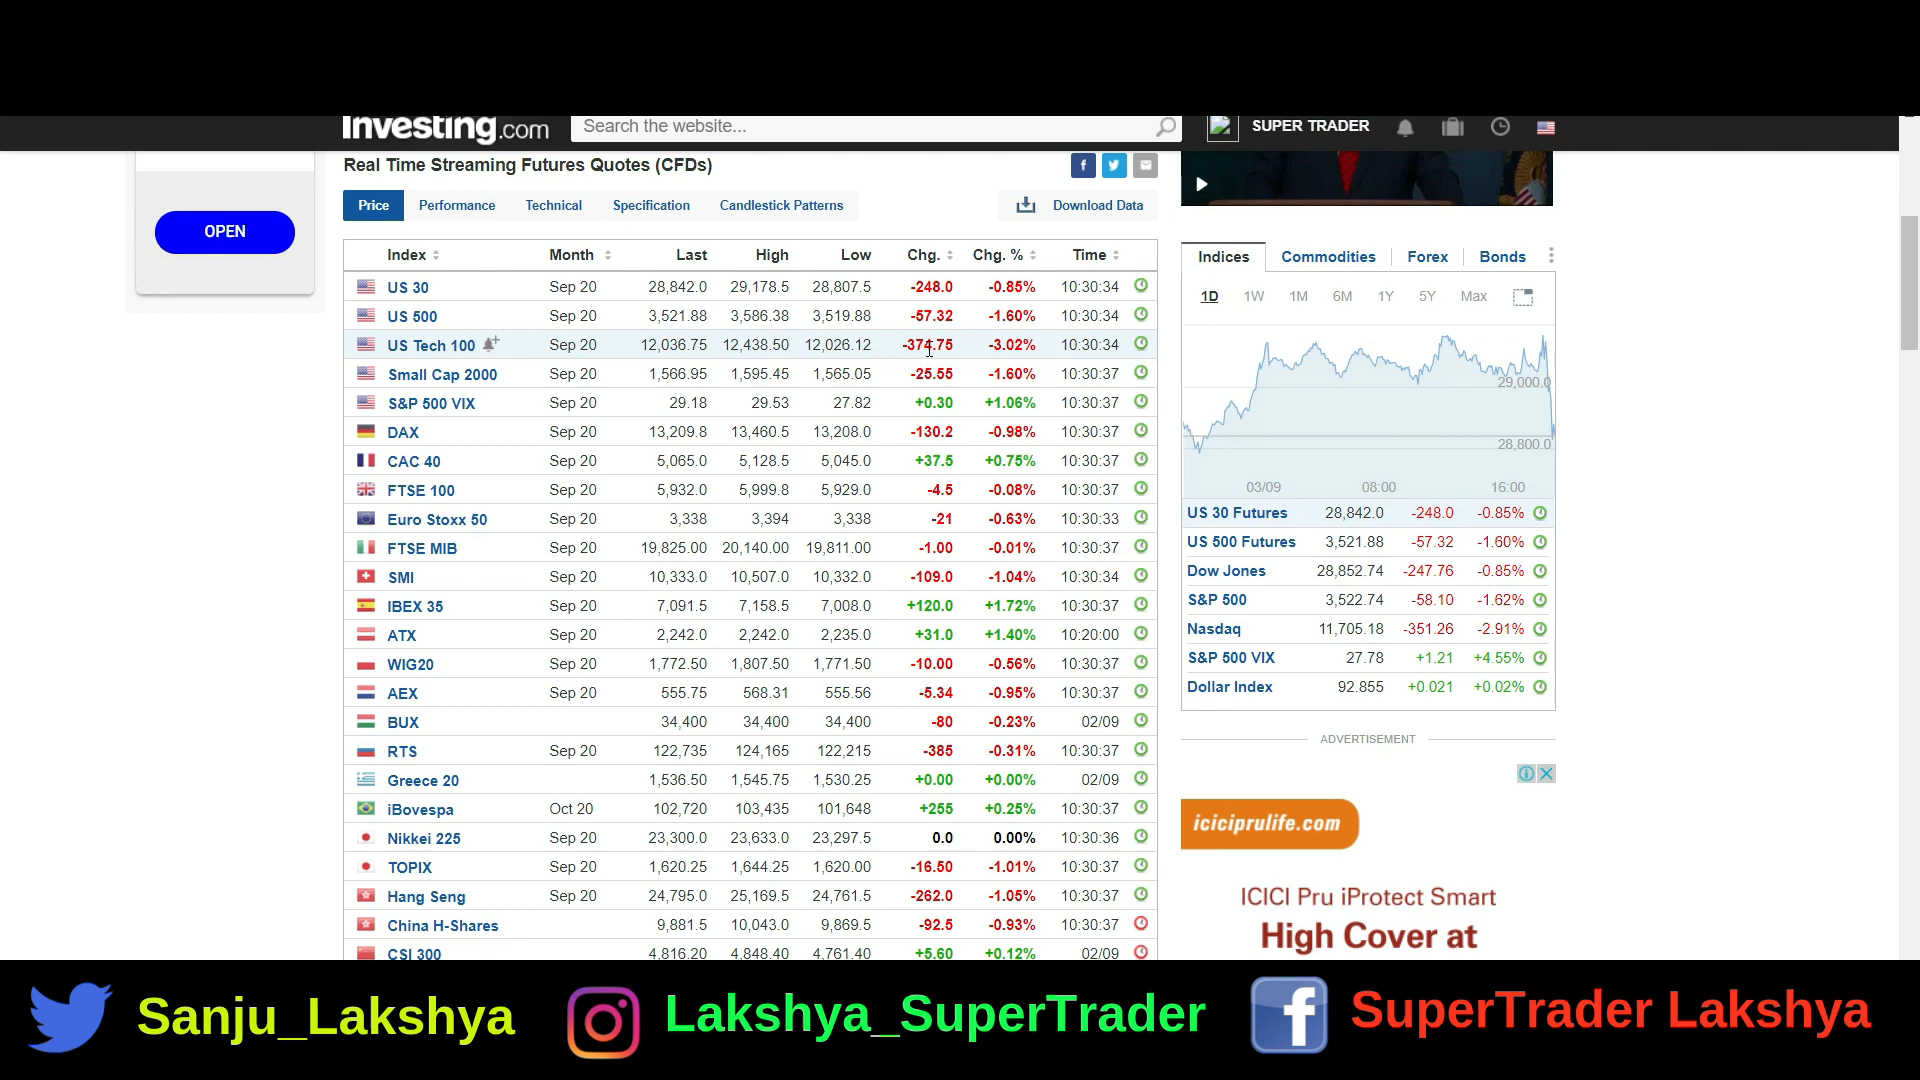 Investing.com
Search the website...
SUPER TRADER
Real Time Streaming Futures Quotes (CFDs)
OPEN
Price Performance Technical Specification Candlestick Patterns Download Data
Index Month Last High Low Chg. Chg. % Time
US 30 Sep 20 28,842.0 29,178.5 28,807.5 -248.0 -0.85% 10:30:34
US 500 Sep 20 3,521.88 3,586.38 3,519.88 -57.32 -1.60% 10:30:34
US Tech 100 Sep 20 12,036.75 12,438.50 12,026.12 -374.75 -3.02% 10:30:34
Small Cap 2000 Sep 20 1,566.95 1,595.45 1,565.05 -25.55 -1.60% 10:30:37
S&P 500 VIX Sep 20 29.18 29.53 27.82 +0.30 +1.06% 10:30:37
DAX Sep 20 13,209.8 13,460.5 13,208.0 -130.2 -0.98% 10:30:37
CAC 40 Sep 20 5,065.0 5,128.5 5,045.0 +37.5 +0.75% 10:30:37
FTSE 100 Sep 20 5,932.0 5,999.8 5,929.0 -4.5 -0.08% 10:30:37
Euro Stoxx 50 Sep 20 3,338 3,394 3,338 -21 -0.63% 10:30:33
FTSE MIB Sep 20 19,825.00 20,140.00 19,811.00 -1.00 -0.01% 10:30:37
SMI Sep 20 10,333.0 10,507.0 10,332.0 -109.0 -1.04% 10:30:34
IBEX 35 Sep 20 7,091.5 7,158.5 7,008.0 +120.0 +1.72% 10:30:37
ATX Sep 20 2,242.0 2,242.0 2,235.0 +31.0 +1.40% 10:20:00
WIG20 Sep 20 1,772.50 1,807.50 1,771.50 -10.00 -0.56% 10:30:37
AEX Sep 20 555.75 568.31 555.56 -5.34 -0.95% 10:30:37
BUX 34,400 34,400 34,400 -80 -0.23% 02/09
RTS Sep 20 122,735 124,165 122,215 -385 -0.31% 10:30:37
Greece 20 1,536.50 1,545.75 1,530.25 +0.00 +0.00% 02/09
iBovespa Oct 20 102,720 103,435 101,648 +255 +0.25% 10:30:37
Nikkei 225 Sep 20 23,300.0 23,633.0 23,297.5 0.0 0.00% 10:30:36
TOPIX Sep 20 1,620.25 1,644.25 1,620.00 -16.50 -1.01% 10:30:37
Hang Seng Sep 20 24,795.0 25,169.5 24,761.5 -262.0 -1.05% 10:30:37
China H-Shares 9,881.5 10,043.0 9,869.5 -92.5 -0.93% 10:30:37
CSI 300 4,816.20 4,848.40 4,761.40 +5.60 +0.12% 02/09
Indices Commodities Forex Bonds
1D 1W 1M 6M 1Y 5Y Max
29,000.0
28,800.0
03/09 08:00 16:00
US 30 Futures 28,842.0 -248.0 -0.85%
US 500 Futures 3,521.88 -57.32 -1.60%
Dow Jones 28,852.74 -247.76 -0.85%
S&P 500 3,522.74 -58.10 -1.62%
Nasdaq 11,705.18 -351.26 -2.91%
S&P 500 VIX 27.78 +1.21 +4.55%
Dollar Index 92.855 +0.021 +0.02%
ADVERTISEMENT
iciciprulife.com
ICICI Pru iProtect Smart
High Cover at
Sanju_Lakshya
Lakshya_SuperTrader
SuperTrader Lakshya